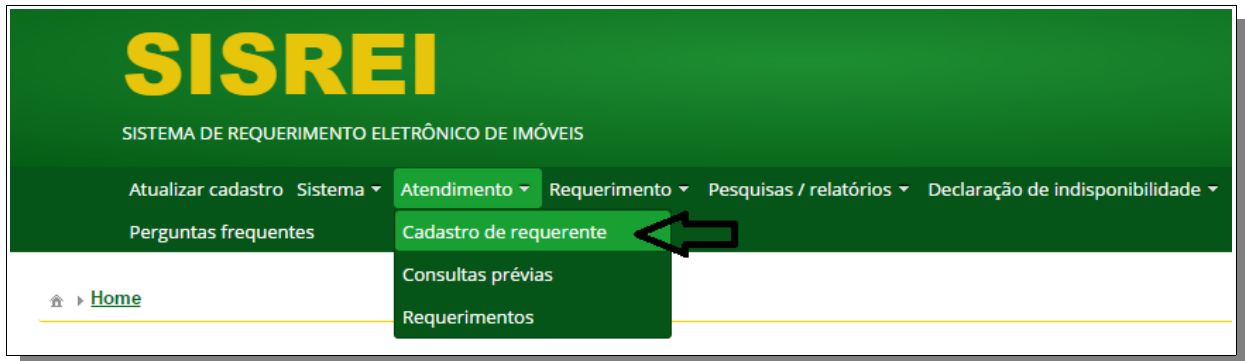 SISREI
SISTEMA DE REQUERIMENTO ELETRÔNICO DE IMÓVEIS
Atualizar cadastro Sistema Atendimento Requerimento Pesquisas / relatórios Declaração de indisponibilidade
Perguntas frequentes Cadastro de requerente
Consultas prévias
Home
Requerimentos